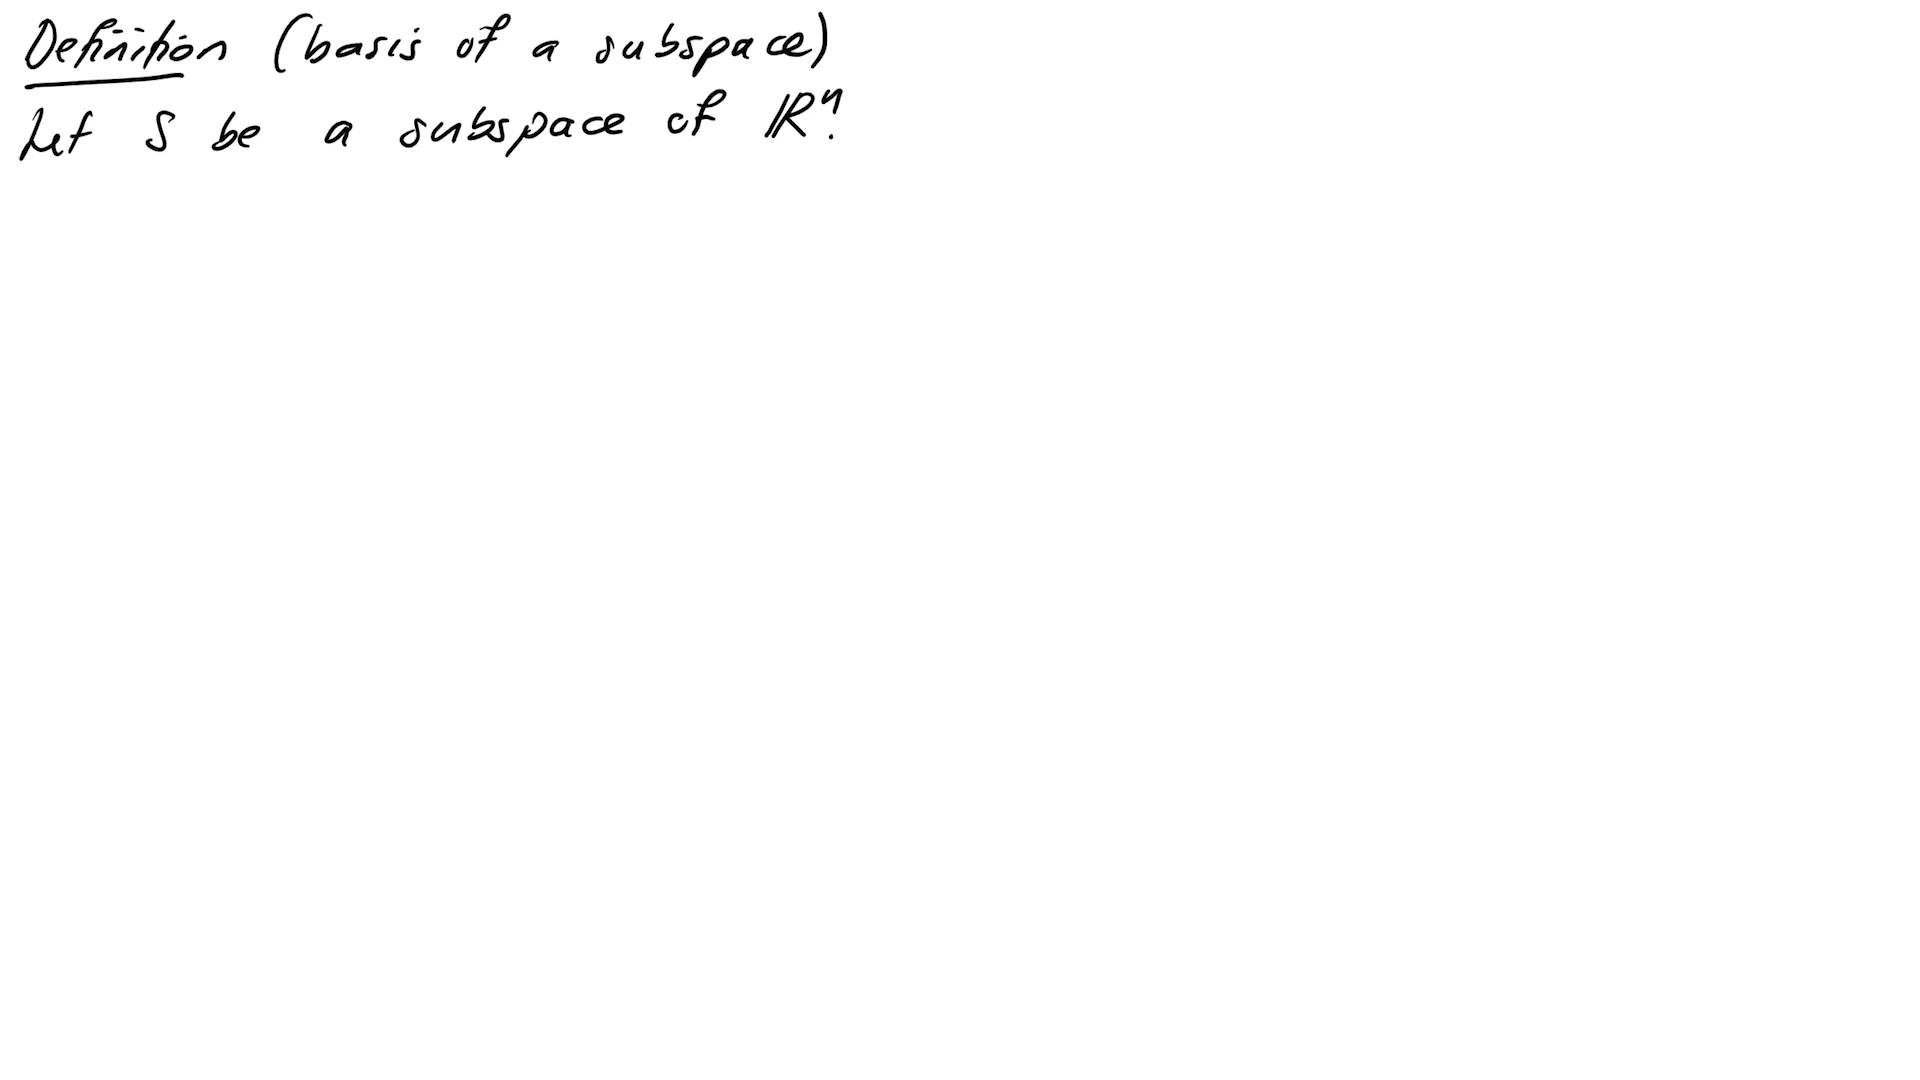 Definition (basis of a subspace)
Let S be a subspace of ℝⁿ.